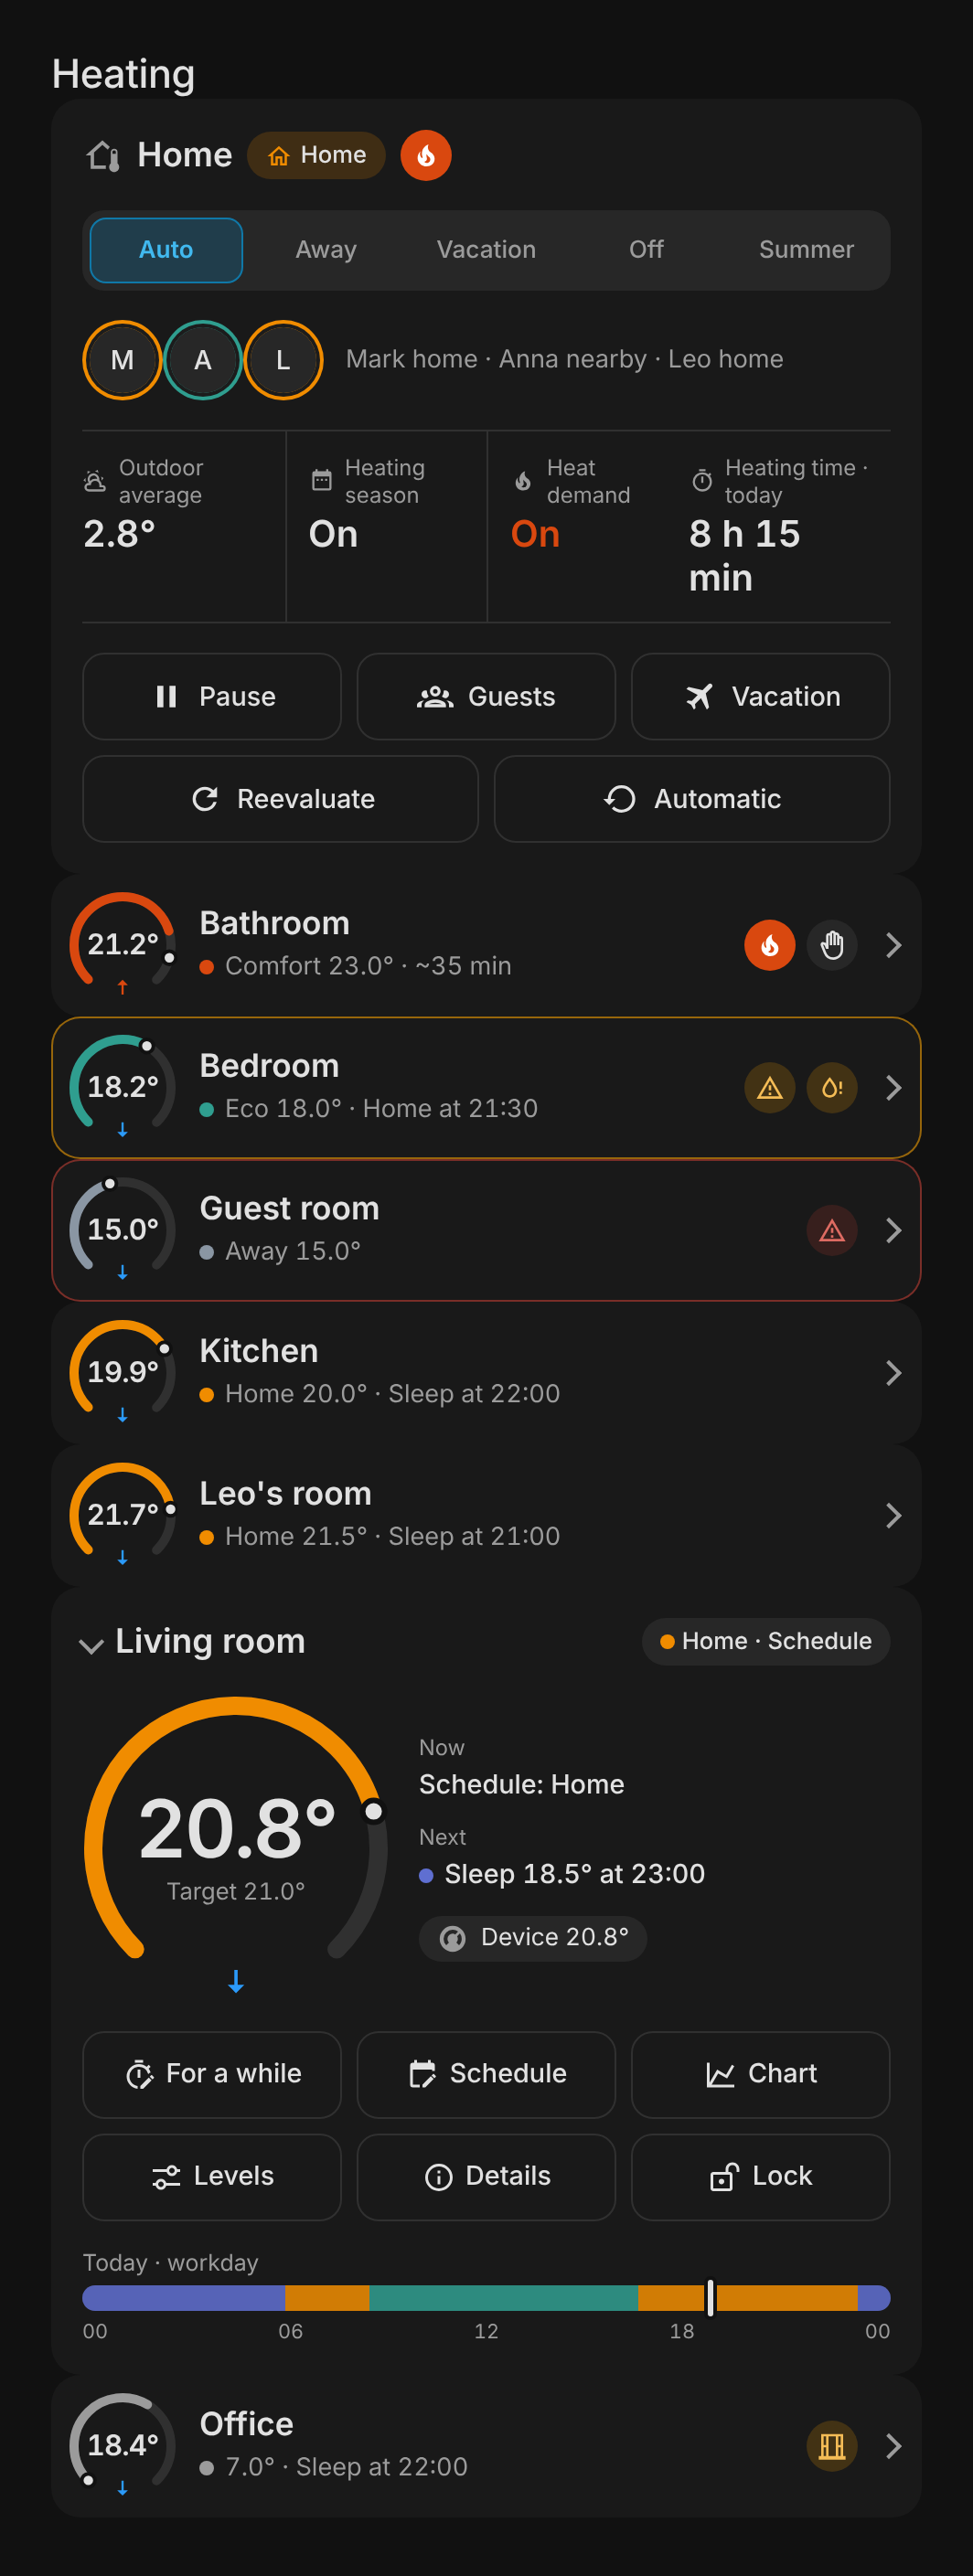 Heating
Home Home
Auto Away Vacation Off Summer
M A L Mark home · Anna nearby · Leo home
Outdoor average
2.8°
Heating season
On
Heat demand
On
Heating time · today
8 h 15 min
Pause Guests Vacation
Reevaluate Automatic
21.2° Bathroom
Comfort 23.0° · ~35 min
18.2° Bedroom
Eco 18.0° · Home at 21:30
15.0° Guest room
Away 15.0°
19.9° Kitchen
Home 20.0° · Sleep at 22:00
21.7° Leo's room
Home 21.5° · Sleep at 21:00
Living room Home · Schedule
20.8°
Target 21.0°
Now
Schedule: Home
Next
Sleep 18.5° at 23:00
Device 20.8°
For a while Schedule Chart
Levels Details Lock
Today · workday
00 06 12 18 00
18.4° Office
7.0° · Sleep at 22:00